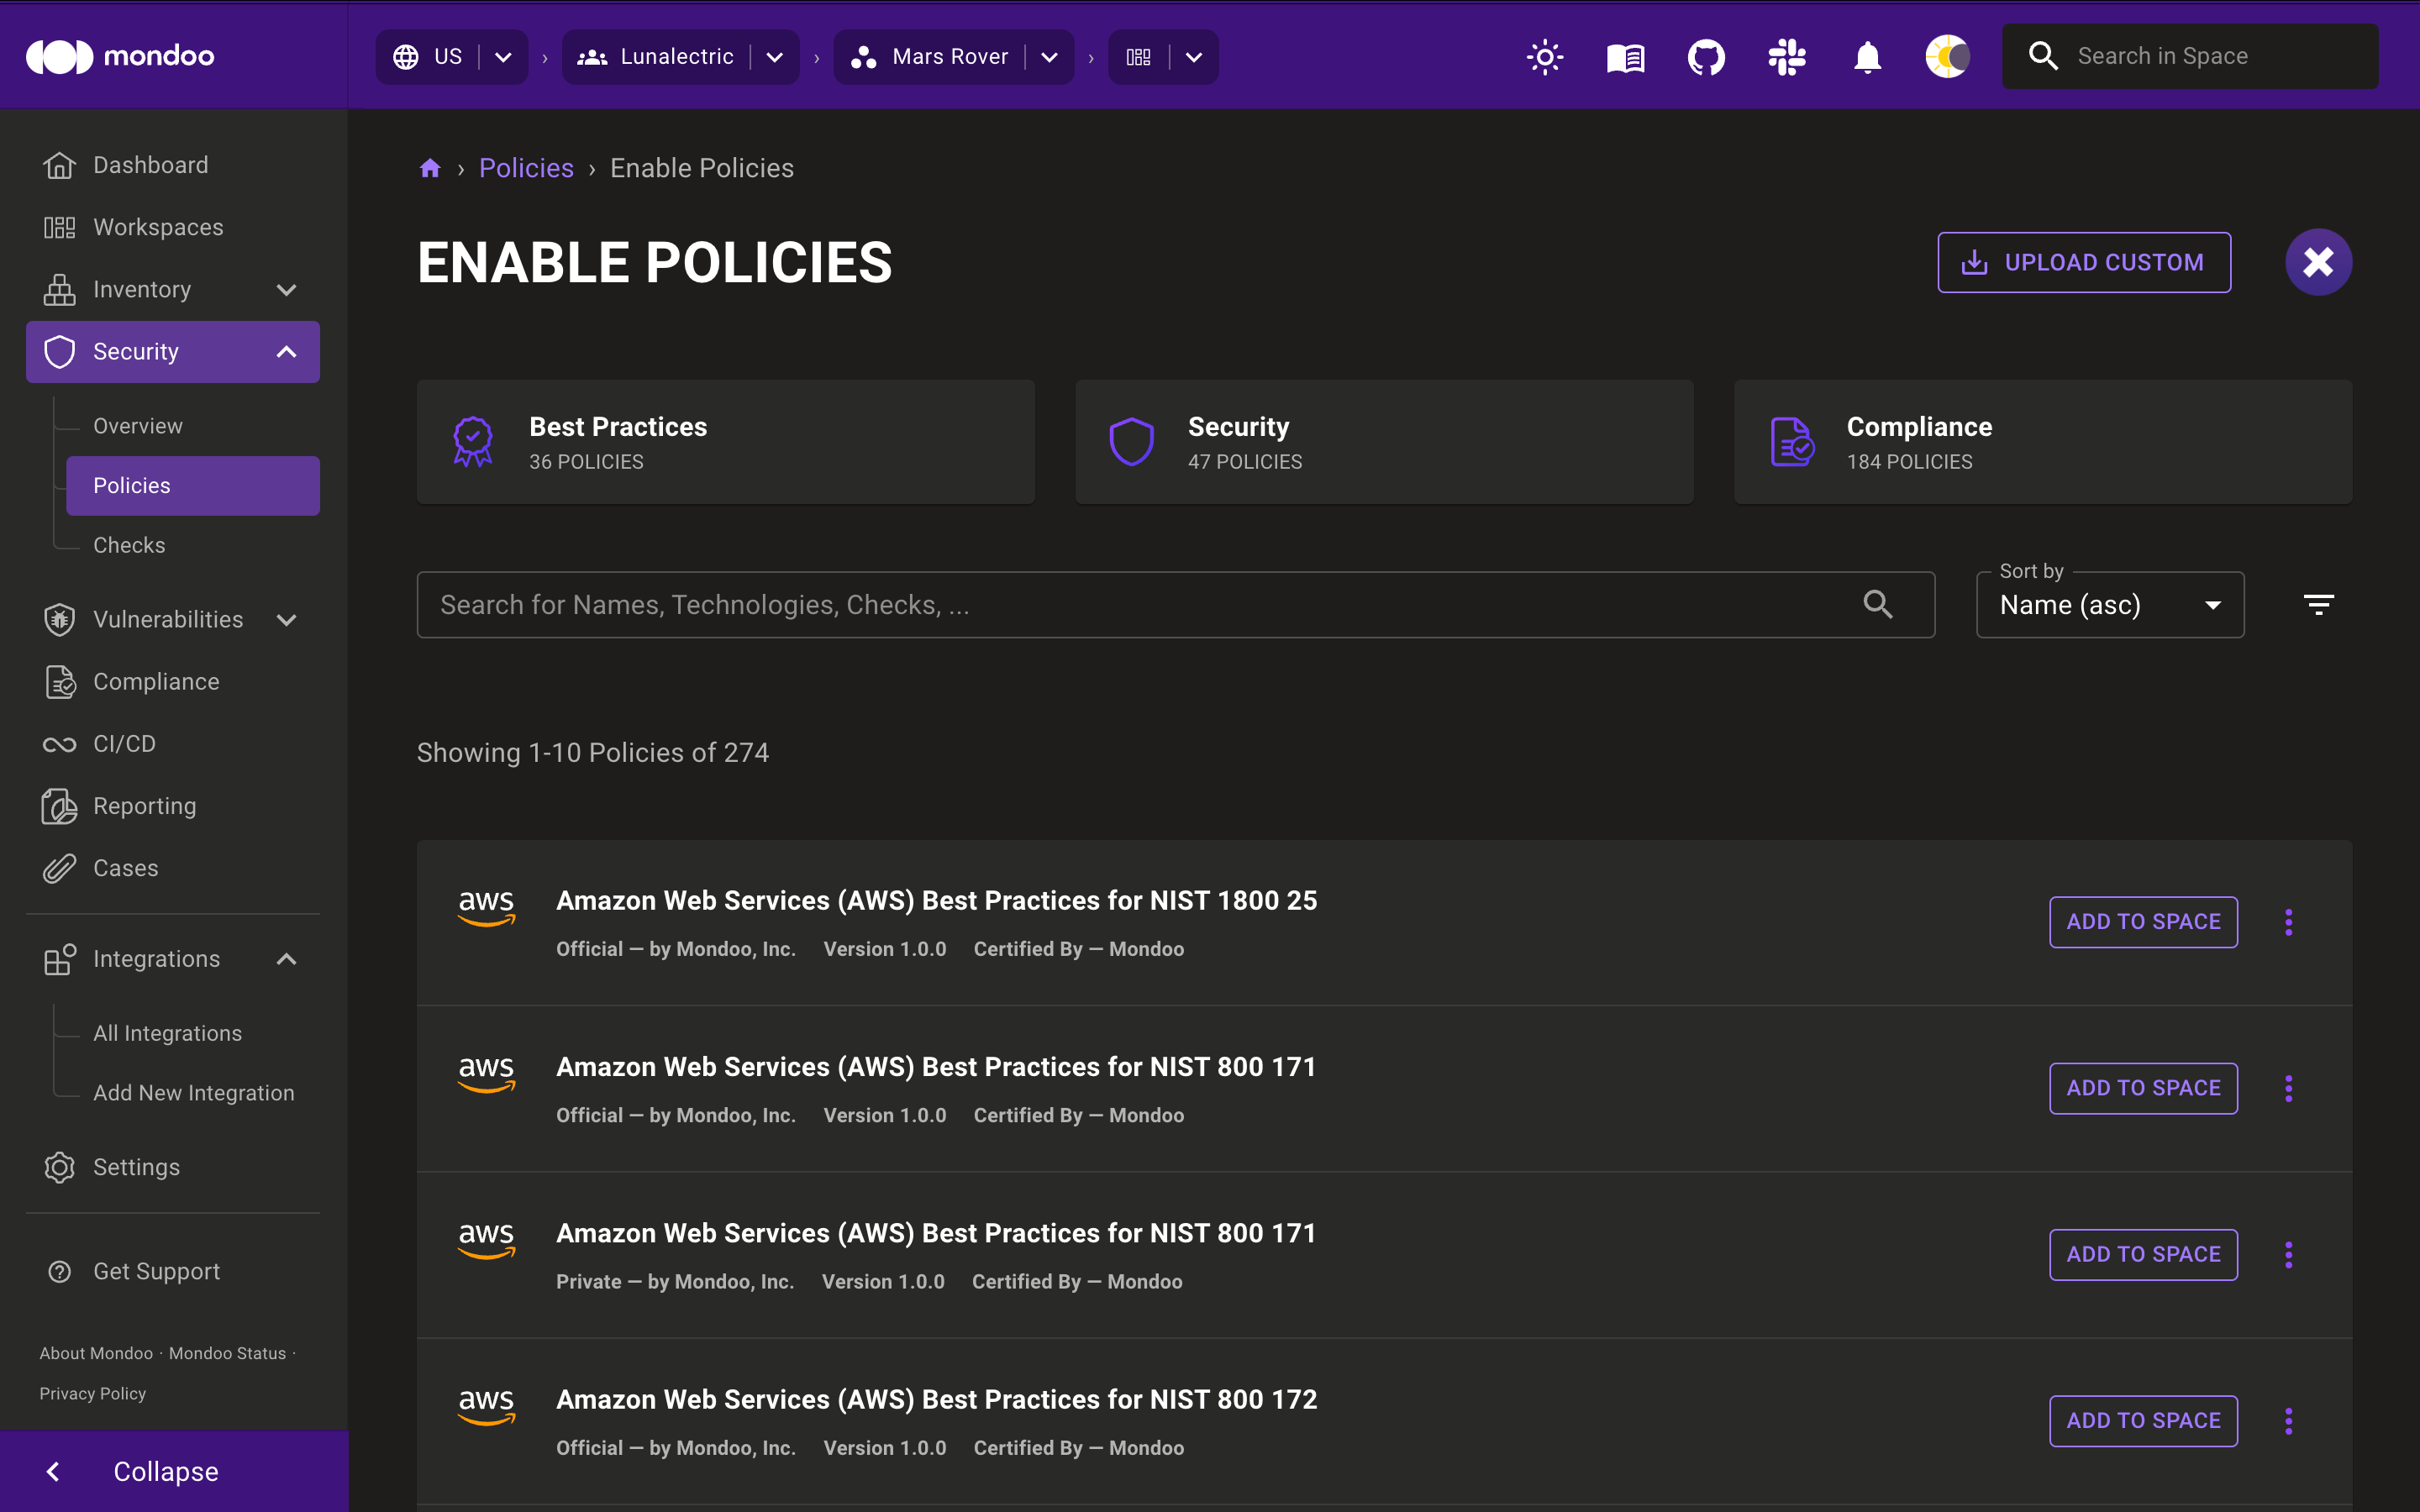 mondoo
US
Lunalectric
Mars Rover
Search in Space
Dashboard
Workspaces
Inventory
Security
Overview
Policies
Checks
Vulnerabilities
Compliance
CI/CD
Reporting
Cases
Integrations
All Integrations
Add New Integration
Settings
Get Support
About Mondoo · Mondoo Status ·
Privacy Policy
Collapse
› Policies › Enable Policies
ENABLE POLICIES
UPLOAD CUSTOM
Best Practices
36 POLICIES
Security
47 POLICIES
Compliance
184 POLICIES
Search for Names, Technologies, Checks, ...
Sort by
Name (asc)
Showing 1-10 Policies of 274
aws
Amazon Web Services (AWS) Best Practices for NIST 1800 25
Official — by Mondoo, Inc. Version 1.0.0 Certified By — Mondoo
ADD TO SPACE
aws
Amazon Web Services (AWS) Best Practices for NIST 800 171
Official — by Mondoo, Inc. Version 1.0.0 Certified By — Mondoo
ADD TO SPACE
aws
Amazon Web Services (AWS) Best Practices for NIST 800 171
Private — by Mondoo, Inc. Version 1.0.0 Certified By — Mondoo
ADD TO SPACE
aws
Amazon Web Services (AWS) Best Practices for NIST 800 172
Official — by Mondoo, Inc. Version 1.0.0 Certified By — Mondoo
ADD TO SPACE